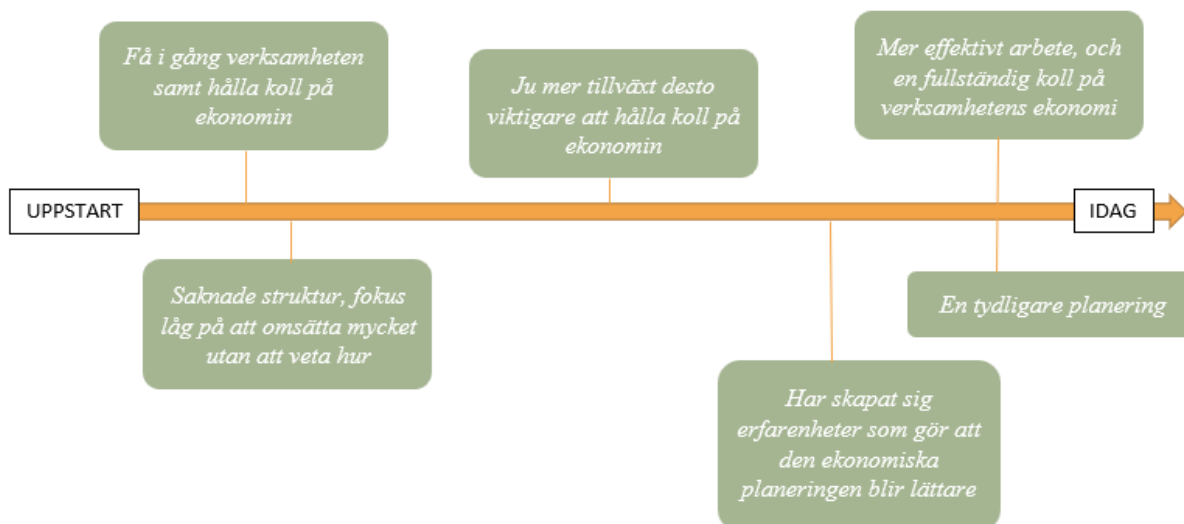 Få i gång verksamheten
samt hålla koll på
ekonomin
Ju mer tillväxt desto
viktigare att hålla koll på
ekonomin
Mer effektivt arbete, och
en fullständig koll på
verksamhetens ekonomi
UPPSTART
IDAG
Saknade struktur, fokus
låg på att omsätta mycket
utan att veta hur
En tydligare planering
Har skapat sig
erfarenheter som gör att
den ekonomiska
planeringen blir lättare